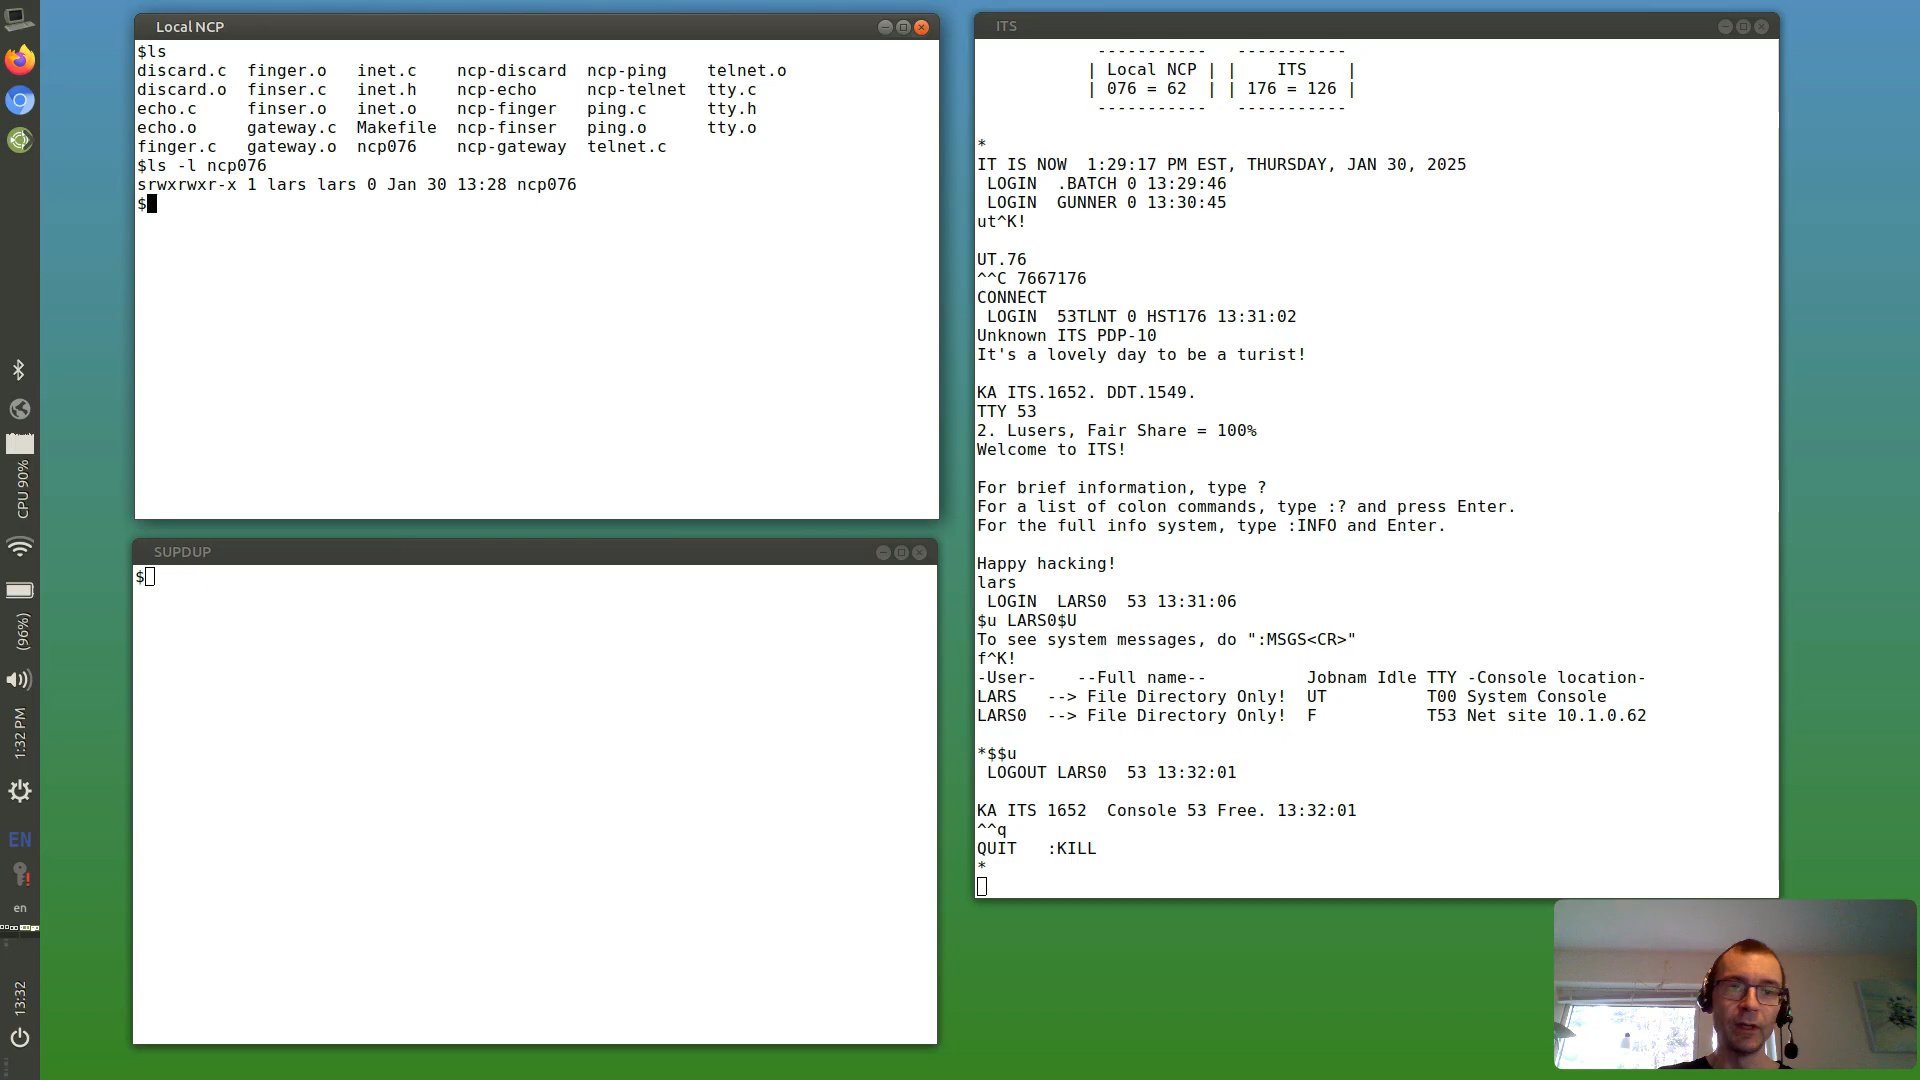 Local NCP
$ls
discard.c  finger.o   inet.c    ncp-discard  ncp-ping    telnet.o
discard.o  finser.c   inet.h    ncp-echo     ncp-telnet  tty.c
echo.c     finser.o   inet.o    ncp-finger   ping.c      tty.h
echo.o     gateway.c  Makefile  ncp-finser   ping.o      tty.o
finger.c   gateway.o  ncp076    ncp-gateway  telnet.c
$ls -l ncp076
srwxrwxr-x 1 lars lars 0 Jan 30 13:28 ncp076
$
SUPDUP
$
ITS
-----------   -----------
| Local NCP | |    ITS    |
| 076 = 62  | | 176 = 126 |
-----------   -----------
*
IT IS NOW  1:29:17 PM EST, THURSDAY, JAN 30, 2025
LOGIN  .BATCH 0 13:29:46
LOGIN  GUNNER 0 13:30:45
ut^K!
UT.76
^^C 7667176
CONNECT
LOGIN  53TLNT 0 HST176 13:31:02
Unknown ITS PDP-10
It's a lovely day to be a turist!
KA ITS.1652. DDT.1549.
TTY 53
2. Lusers, Fair Share = 100%
Welcome to ITS!
For brief information, type ?
For a list of colon commands, type :? and press Enter.
For the full info system, type :INFO and Enter.
Happy hacking!
lars
LOGIN  LARS0  53 13:31:06
$u LARS0$U
To see system messages, do ":MSGS<CR>"
f^K!
-User-    --Full name--          Jobnam Idle TTY -Console location-
LARS   --> File Directory Only!  UT          T00 System Console
LARS0  --> File Directory Only!  F           T53 Net site 10.1.0.62
*$$u
LOGOUT LARS0  53 13:32:01
KA ITS 1652  Console 53 Free. 13:32:01
^^q
QUIT   :KILL
*
CPU 90%
(96%)
1:32 PM
EN
en
13:32